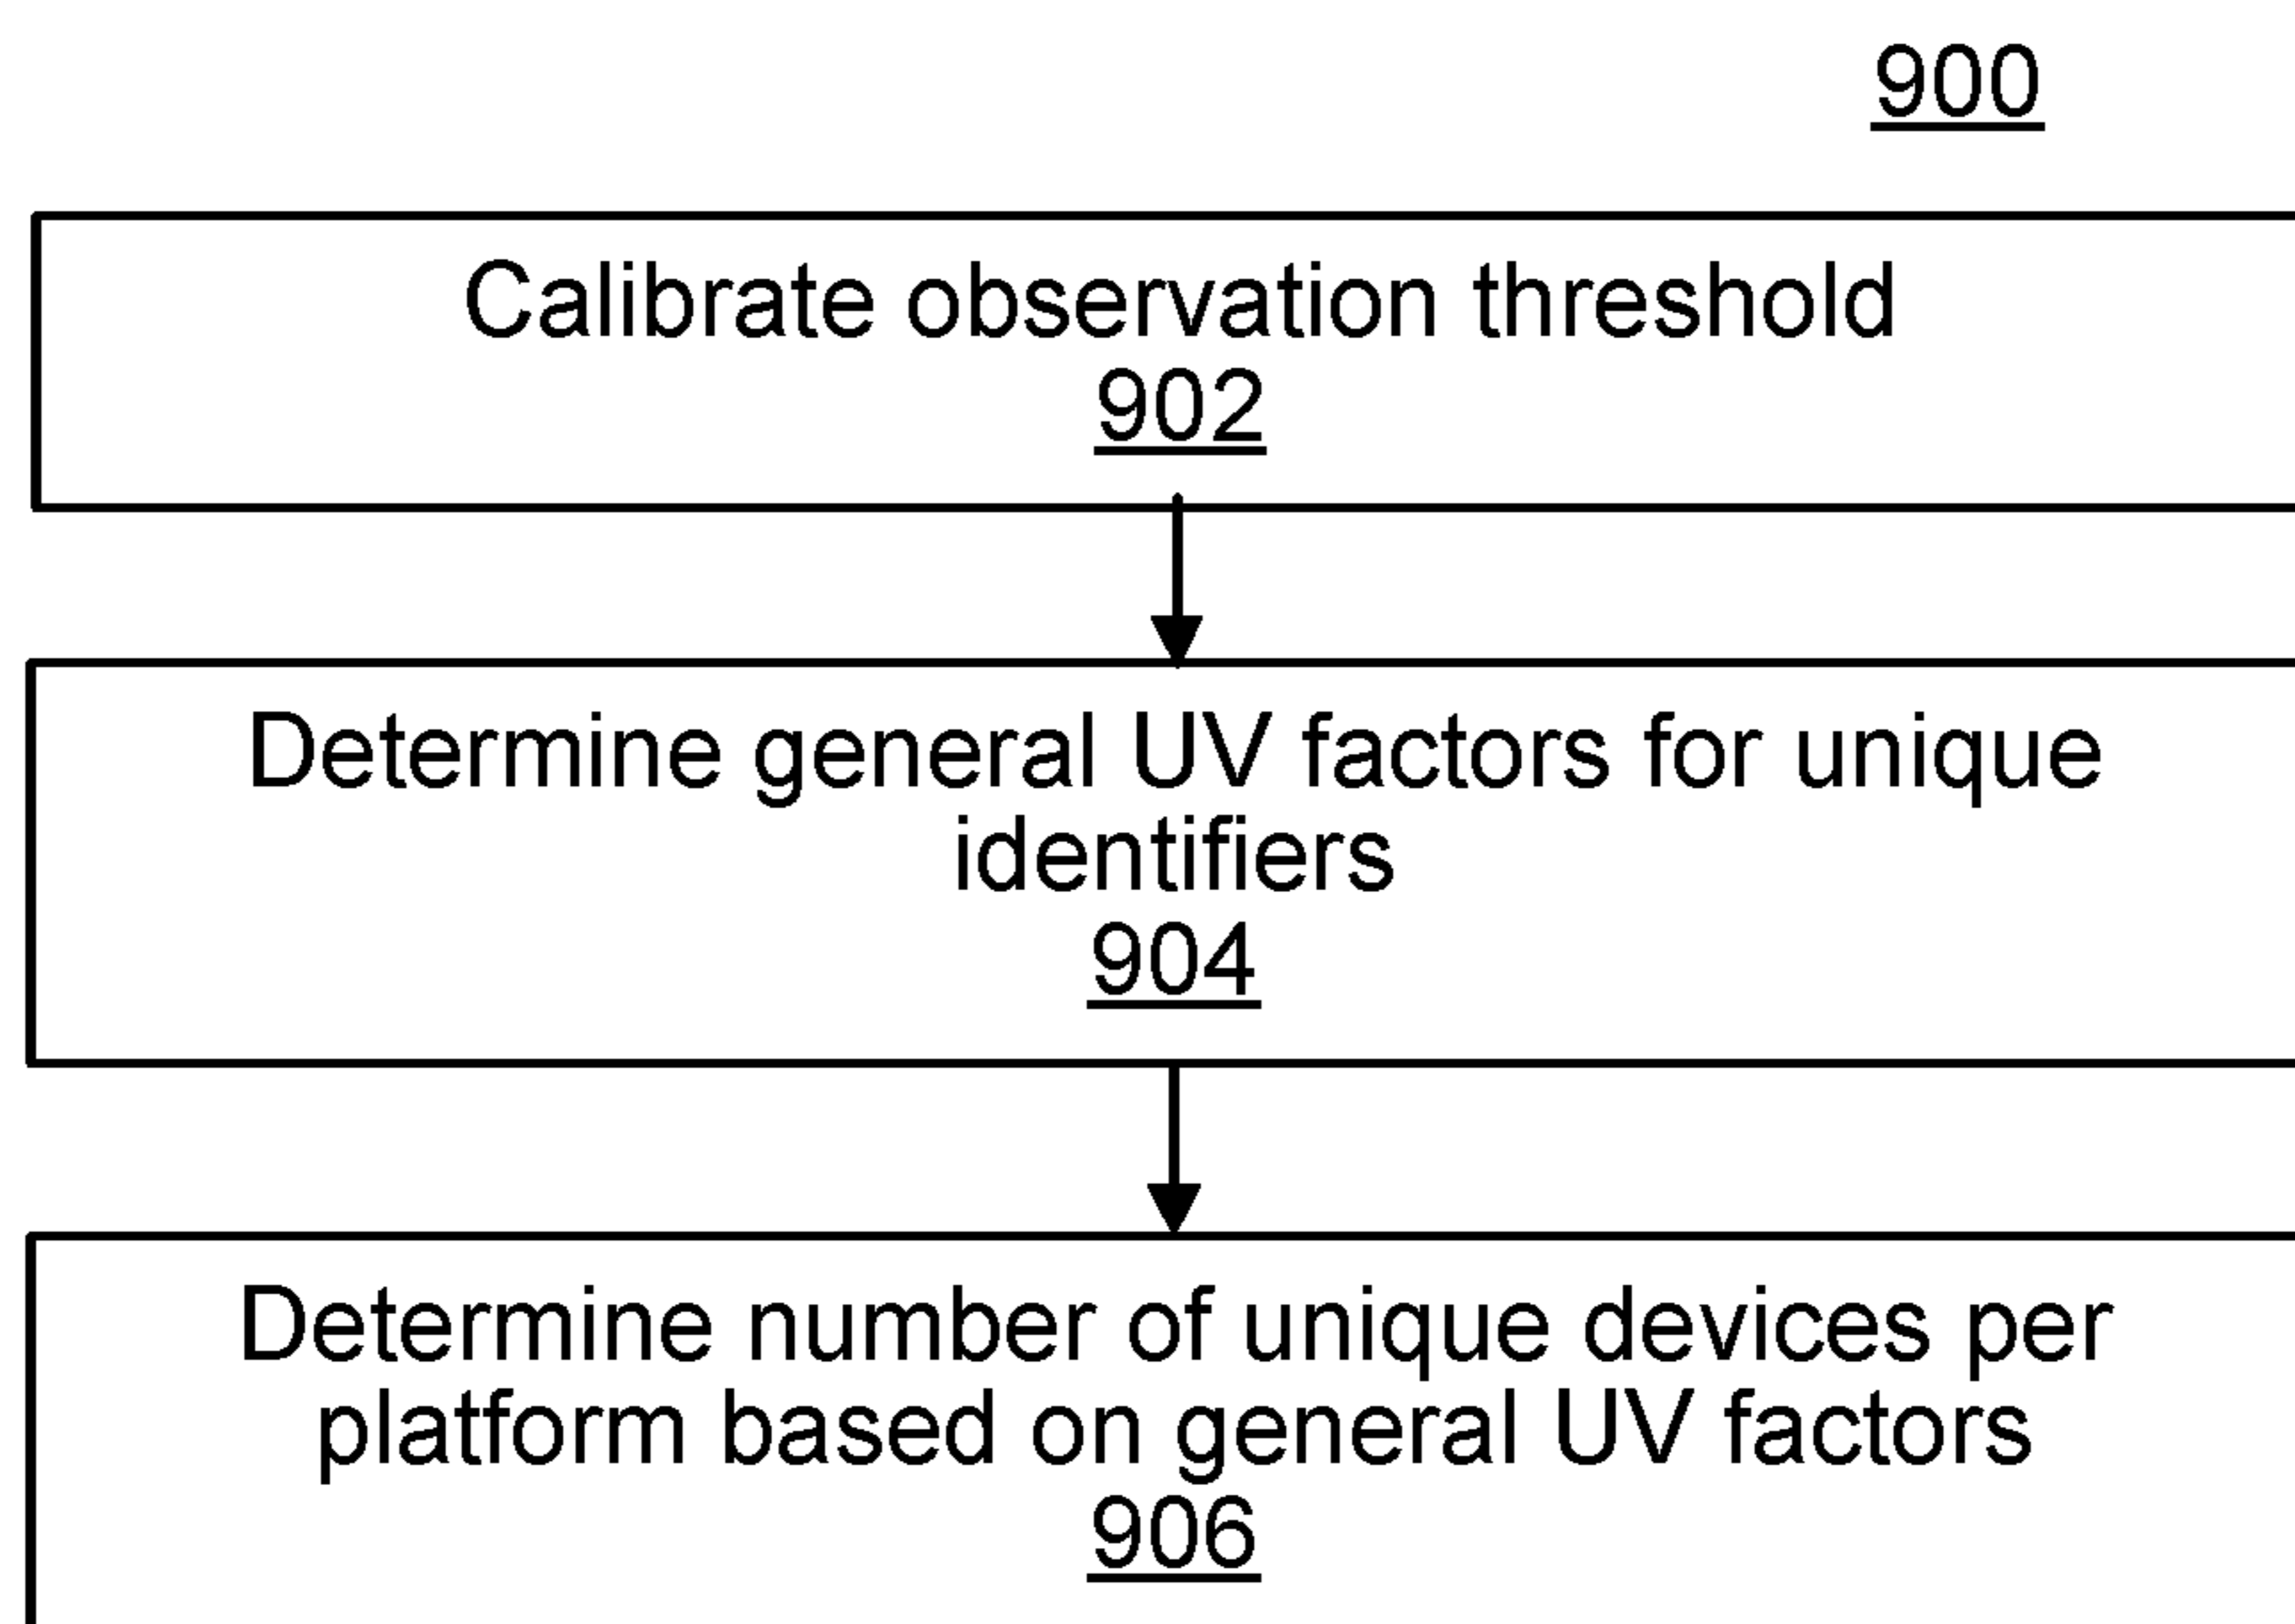 900
Calibrate observation threshold
902
Determine general UV factors for unique
identifiers
904
Determine number of unique devices per
platform based on general UV factors
906